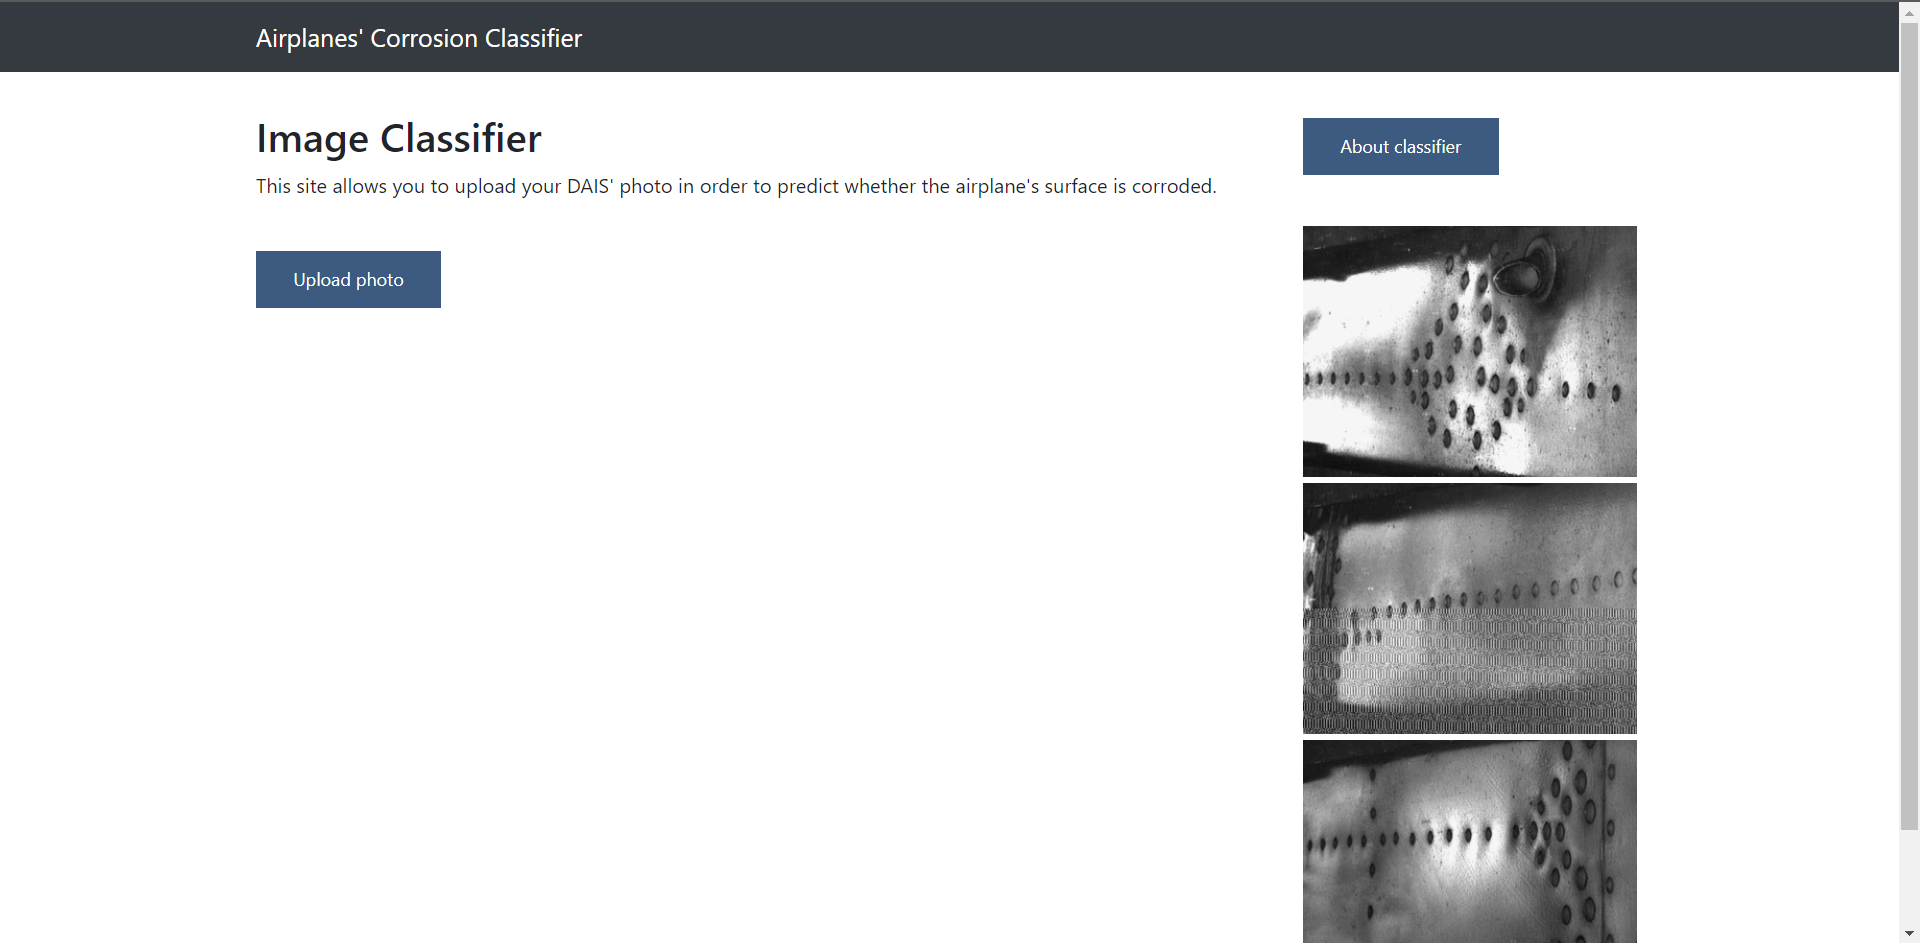 Airplanes' Corrosion Classifier
Image Classifier
This site allows you to upload your DAIS' photo in order to predict whether the airplane's surface is corroded.
Upload photo
About classifier